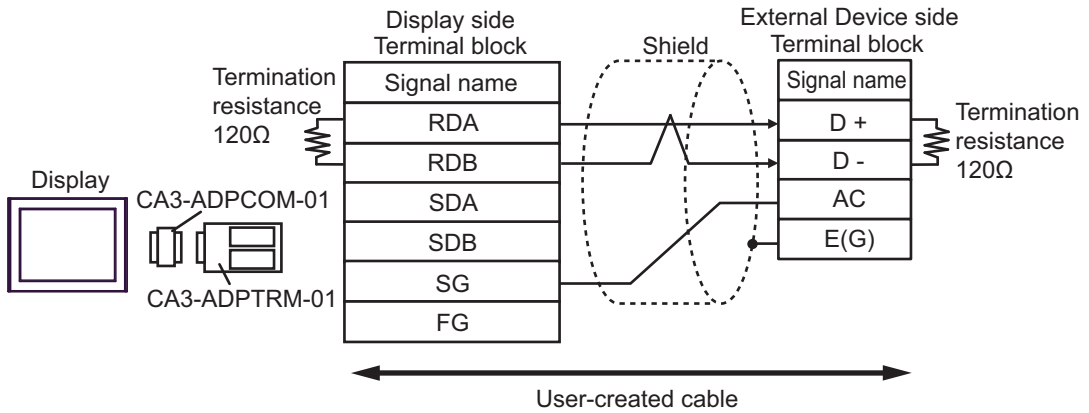 Display side
Terminal block
External Device side
Terminal block
Shield
Termination
resistance
120Ω
Signal name
RDA
RDB
SDA
SDB
SG
FG
Signal name
D +
D -
AC
E(G)
Termination
resistance
120Ω
Display
CA3-ADPCOM-01
CA3-ADPTRM-01
User-created cable